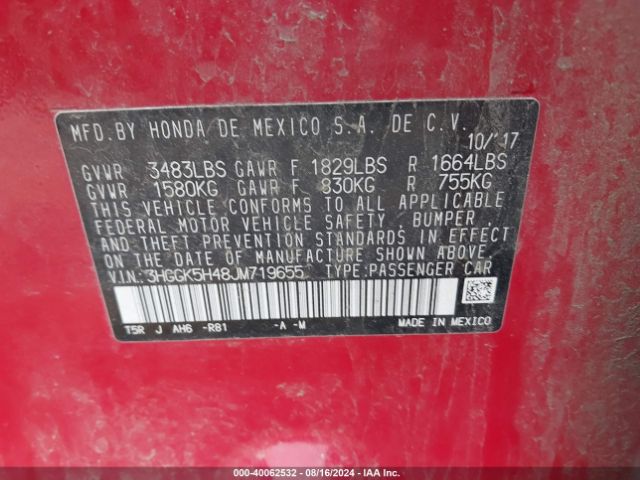 MFD. BY HONDA DE MEXICO S.A. DE C.V.
10/'17
GVWR 3483LBS GAWR F 1829LBS R 1664LBS
GVWR 1580KG GAWR F 830KG R 755KG
THIS VEHICLE CONFORMS TO ALL APPLICABLE
FEDERAL MOTOR VEHICLE SAFETY, BUMPER
AND THEFT PREVENTION STANDARDS IN EFFECT
ON THE DATE OF MANUFACTURE SHOWN ABOVE.
V.I.N.:3HGGK5H48JM719655 TYPE:PASSENGER CAR
T5R J AH6 -R81 -A -M MADE IN MEXICO
000-40062532 - 08/16/2024 - IAA Inc.